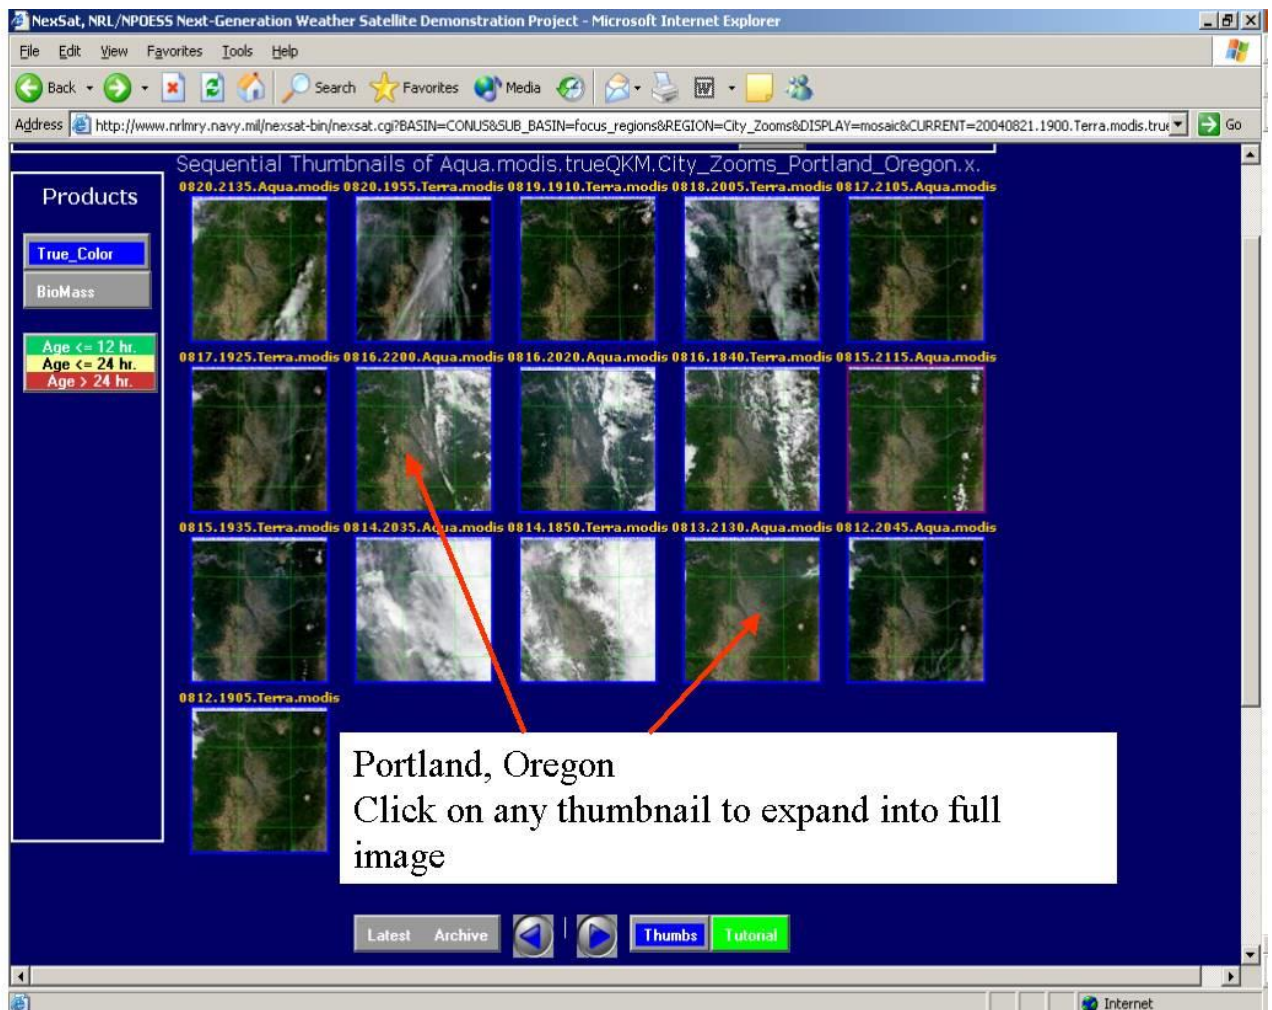 NexSat, NRL/NPOESS Next-Generation Weather Satellite Demonstration Project - Microsoft Internet Explorer
File Edit View Favorites Tools Help
Back Search Favorites Media
Address http://www.nrlmry.navy.mil/nexsat-bin/nexsat.cgi?BASIN=CONUS&SUB_BASIN=focus_regions&REGION=City_Zooms&DISPLAY=mosaic&CURRENT=20040821.1900.Terra.modis.true Go
Sequential Thumbnails of Aqua.modis.trueQKM.City_Zooms_Portland_Oregon.x.
Products
True_Color
BioMass
Age <= 12 hr.
Age <= 24 hr.
Age > 24 hr.
0820.2135.Aqua.modis 0820.1955.Terra.modis 0819.1910.Terra.modis 0818.2005.Terra.modis 0817.2105.Aqua.modis
0817.1925.Terra.modis 0816.2200.Aqua.modis 0816.2020.Aqua.modis 0816.1840.Terra.modis 0815.2115.Aqua.modis
0815.1935.Terra.modis 0814.2035.Aqua.modis 0814.1850.Terra.modis 0813.2130.Aqua.modis 0812.2045.Aqua.modis
0812.1905.Terra.modis
Portland, Oregon
Click on any thumbnail to expand into full
image
Latest Archive Thumbs Tutorial
Internet